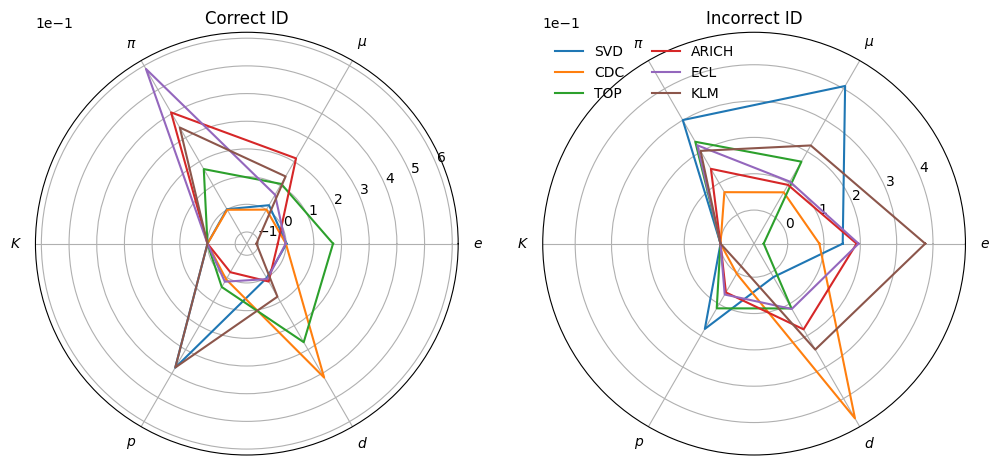 Correct ID
1e−1
e
μ
π
K
p
d
−1
0
1
2
3
4
5
6
Incorrect ID
1e−1
e
μ
π
K
p
d
0
1
2
3
4
SVD
CDC
TOP
ARICH
ECL
KLM